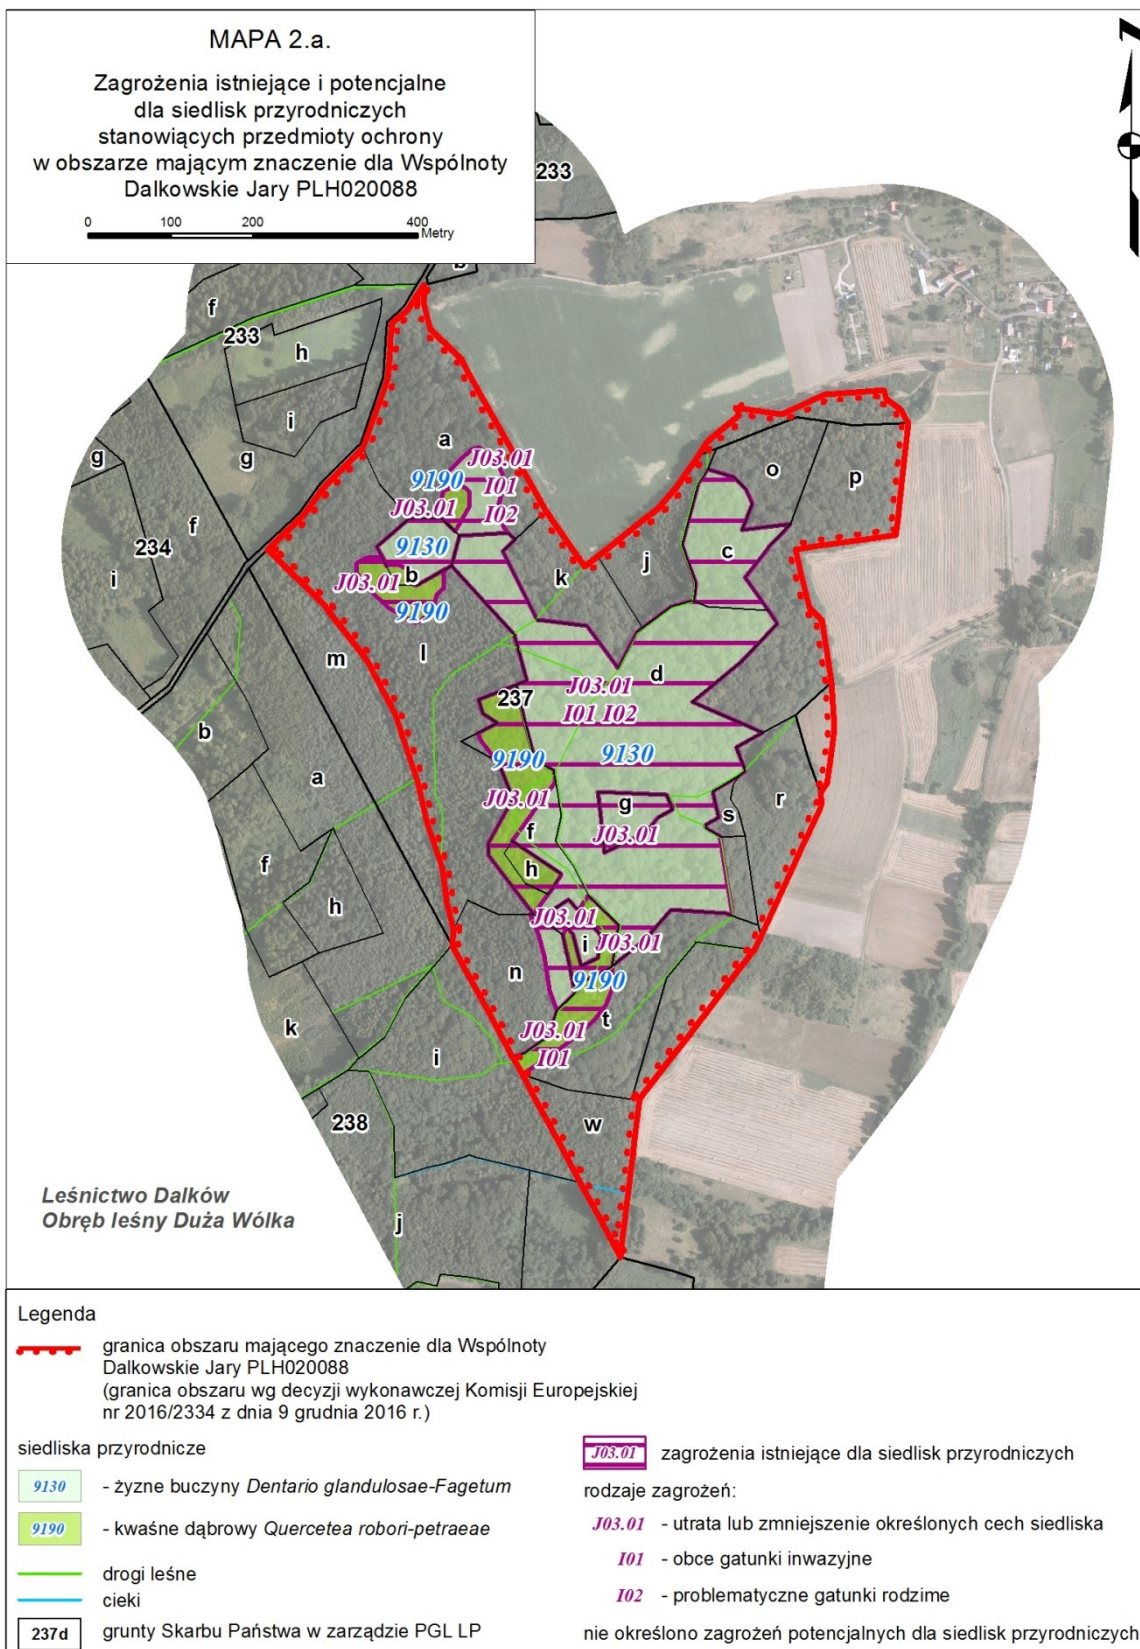 MAPA 2.a.
Zagrożenia istniejące i potencjalne
dla siedlisk przyrodniczych
stanowiących przedmioty ochrony
w obszarze mającym znaczenie dla Wspólnoty
Dalkowskie Jary PLH020088
0 100 200 400
Metry
233
b
f
233
h
i
g
g
f
234
i
a
J03.01
9190
I01
J03.01
I02
9130
J03.01
b
9190
k
j
o
p
c
m
l
d
J03.01
237
I01 I02
b
9190
9130
a
J03.01
g
s
r
f
J03.01
f
h
h
J03.01
i
J03.01
n
9190
k
t
J03.01
i
I01
238
w
Leśnictwo Dalków
Obręb leśny Duża Wólka
j
Legenda
granica obszaru mającego znaczenie dla Wspólnoty
Dalkowskie Jary PLH020088
(granica obszaru wg decyzji wykonawczej Komisji Europejskiej
nr 2016/2334 z dnia 9 grudnia 2016 r.)
siedliska przyrodnicze
9130 - żyzne buczyny Dentario glandulosae-Fagetum
9190 - kwaśne dąbrowy Quercetea robori-petraeae
drogi leśne
cieki
237d grunty Skarbu Państwa w zarządzie PGL LP
J03.01 zagrożenia istniejące dla siedlisk przyrodniczych
rodzaje zagrożeń:
J03.01 - utrata lub zmniejszenie określonych cech siedliska
I01 - obce gatunki inwazyjne
I02 - problematyczne gatunki rodzime
nie określono zagrożeń potencjalnych dla siedlisk przyrodniczych